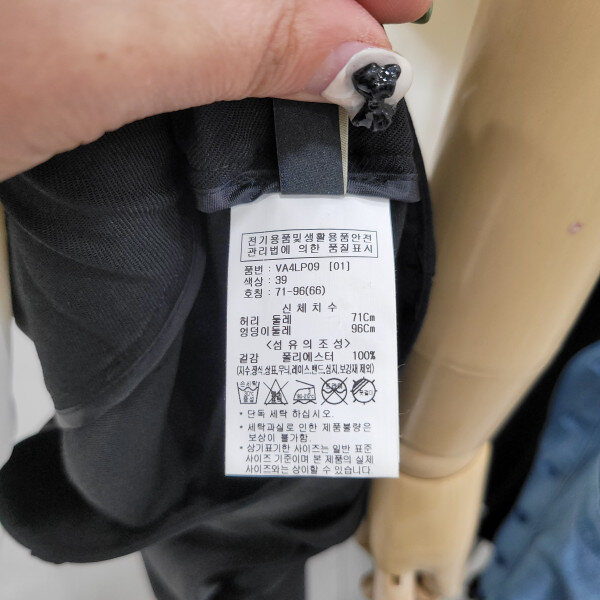 전기용품및생활용품안전
관리법에 의한 품질표시
품번: VA4LP09 [01]
색상: 39
호칭: 71-96(66)
신체치수
허리 둘레 71Cm
엉덩이둘레 96Cm
<섬유의조성>
겉감 폴리에스터 100%
(자수,장식,상표,무늬,레이스,밴드,심지,보강재 제외)
* 단독 세탁 하십시오.
* 세탁과실로 인한 제품불량은
보상이 불가함.
* 상기표기한 사이즈는 일반 표준
사이즈 기준이며 본 제품의 실제
사이즈와는 상이할 수 있습니다.